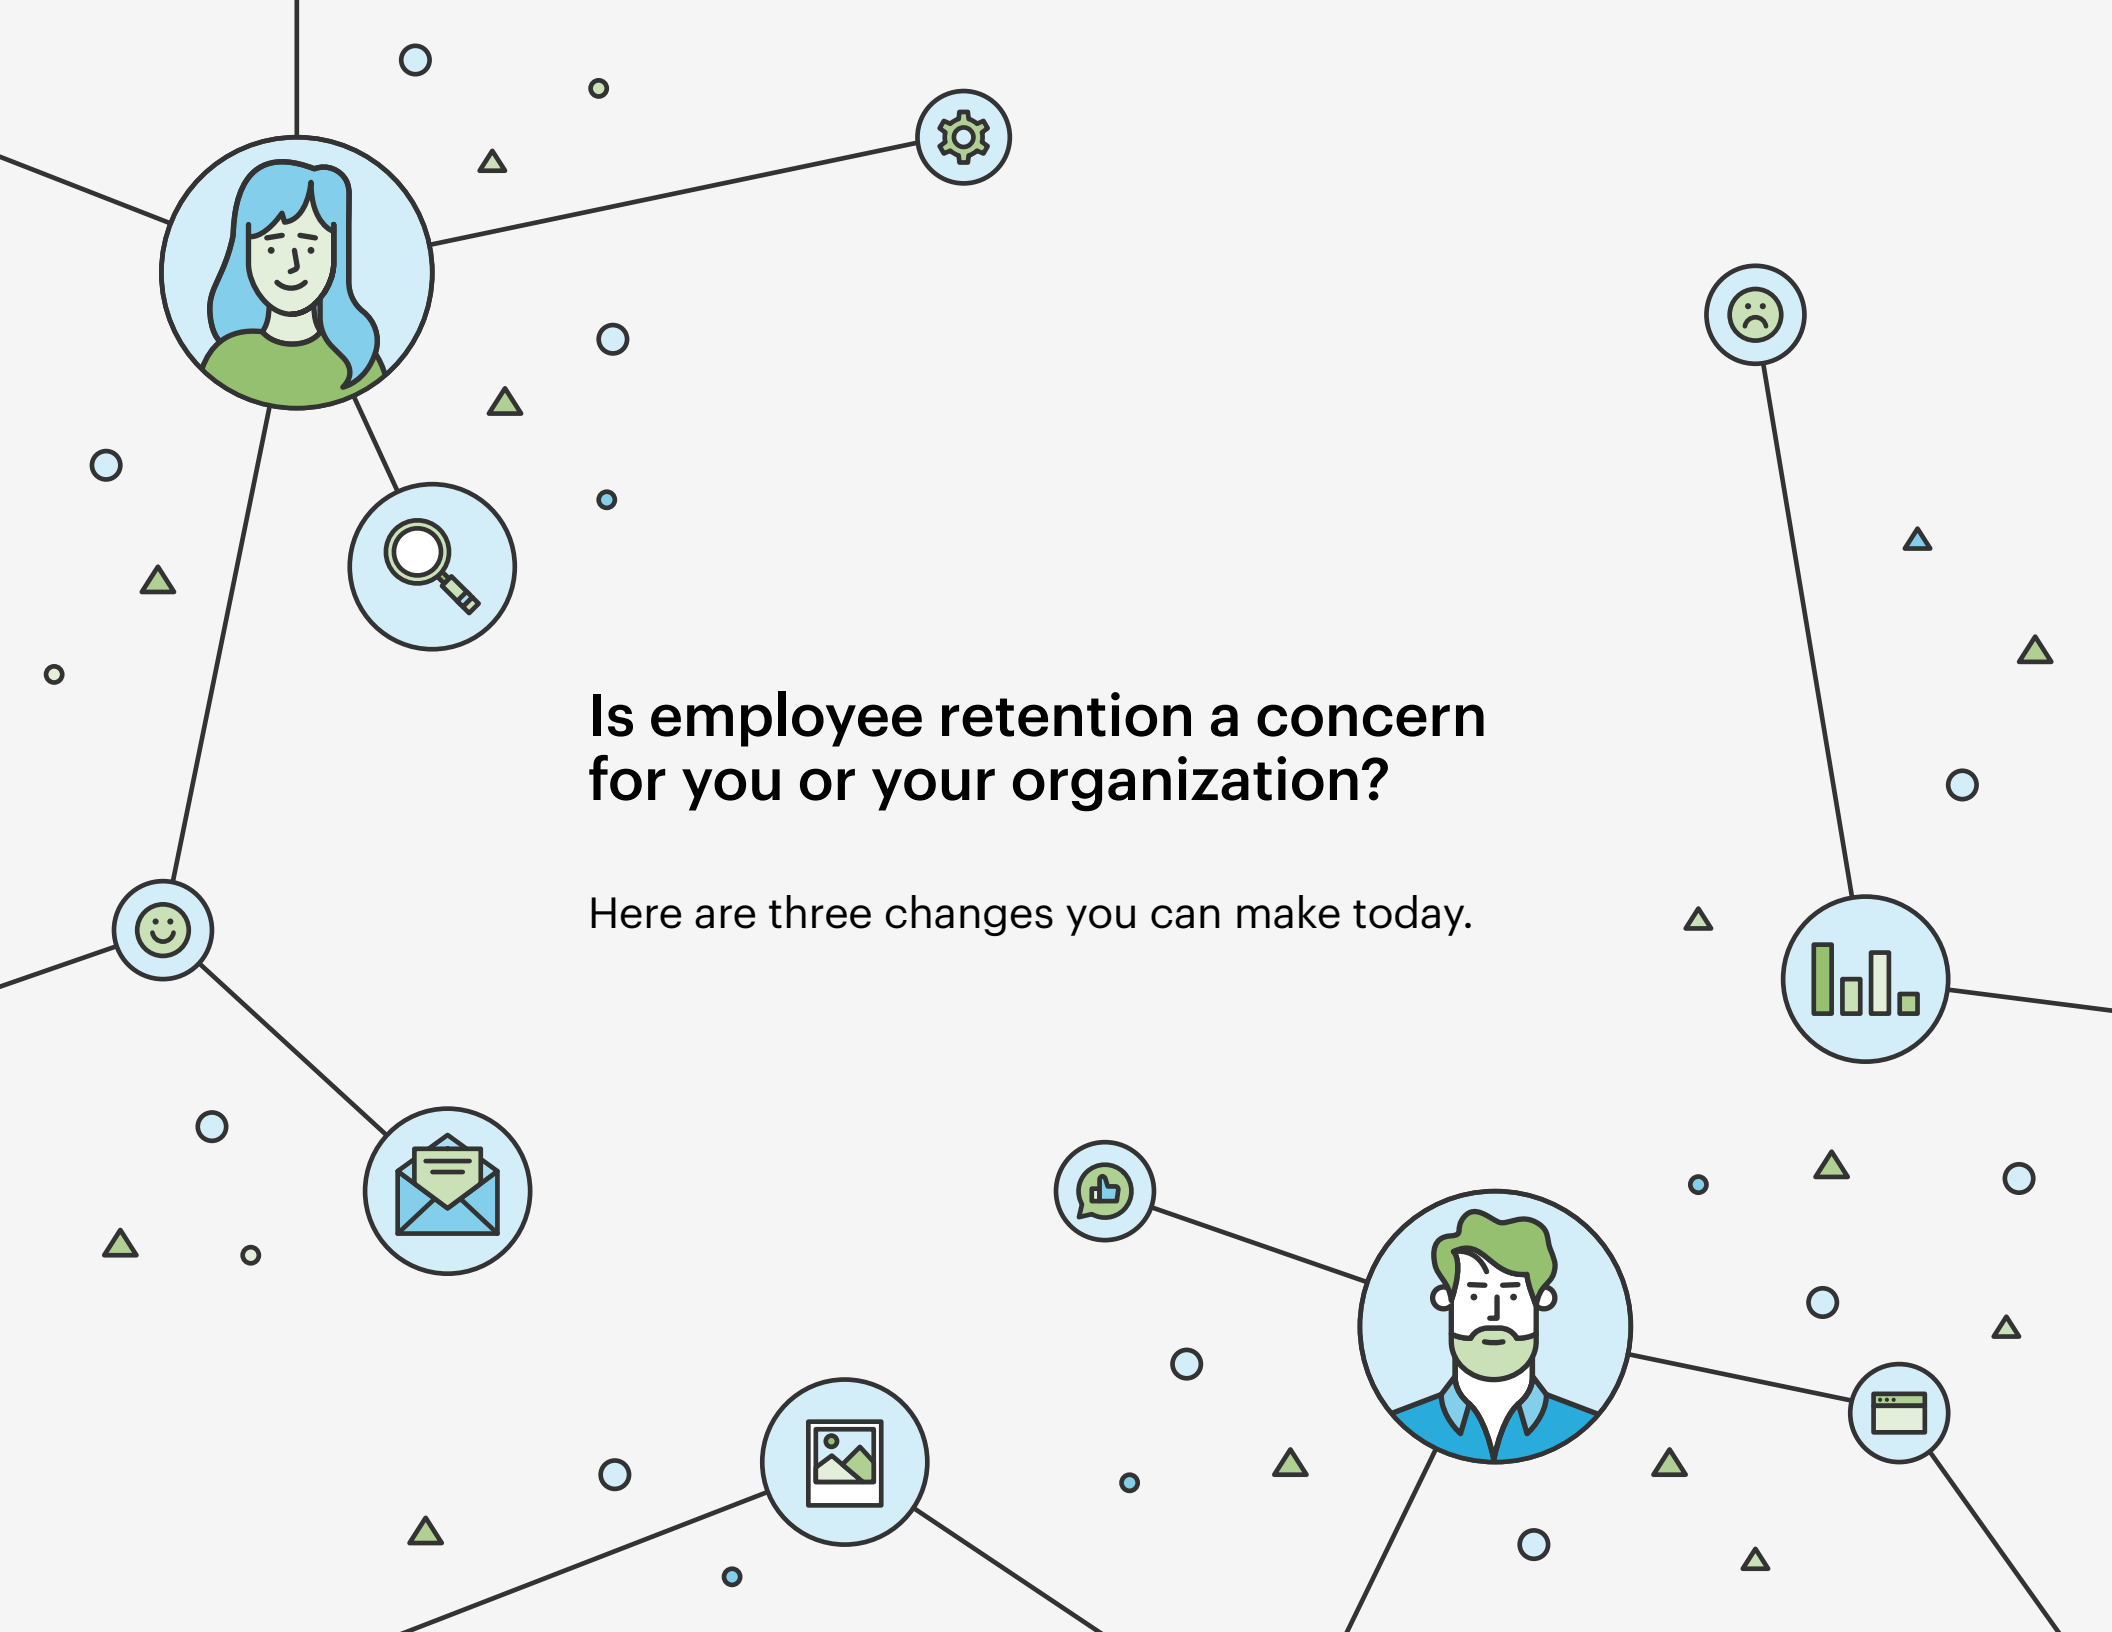 Is employee retention a concern
for you or your organization?
Here are three changes you can make today.